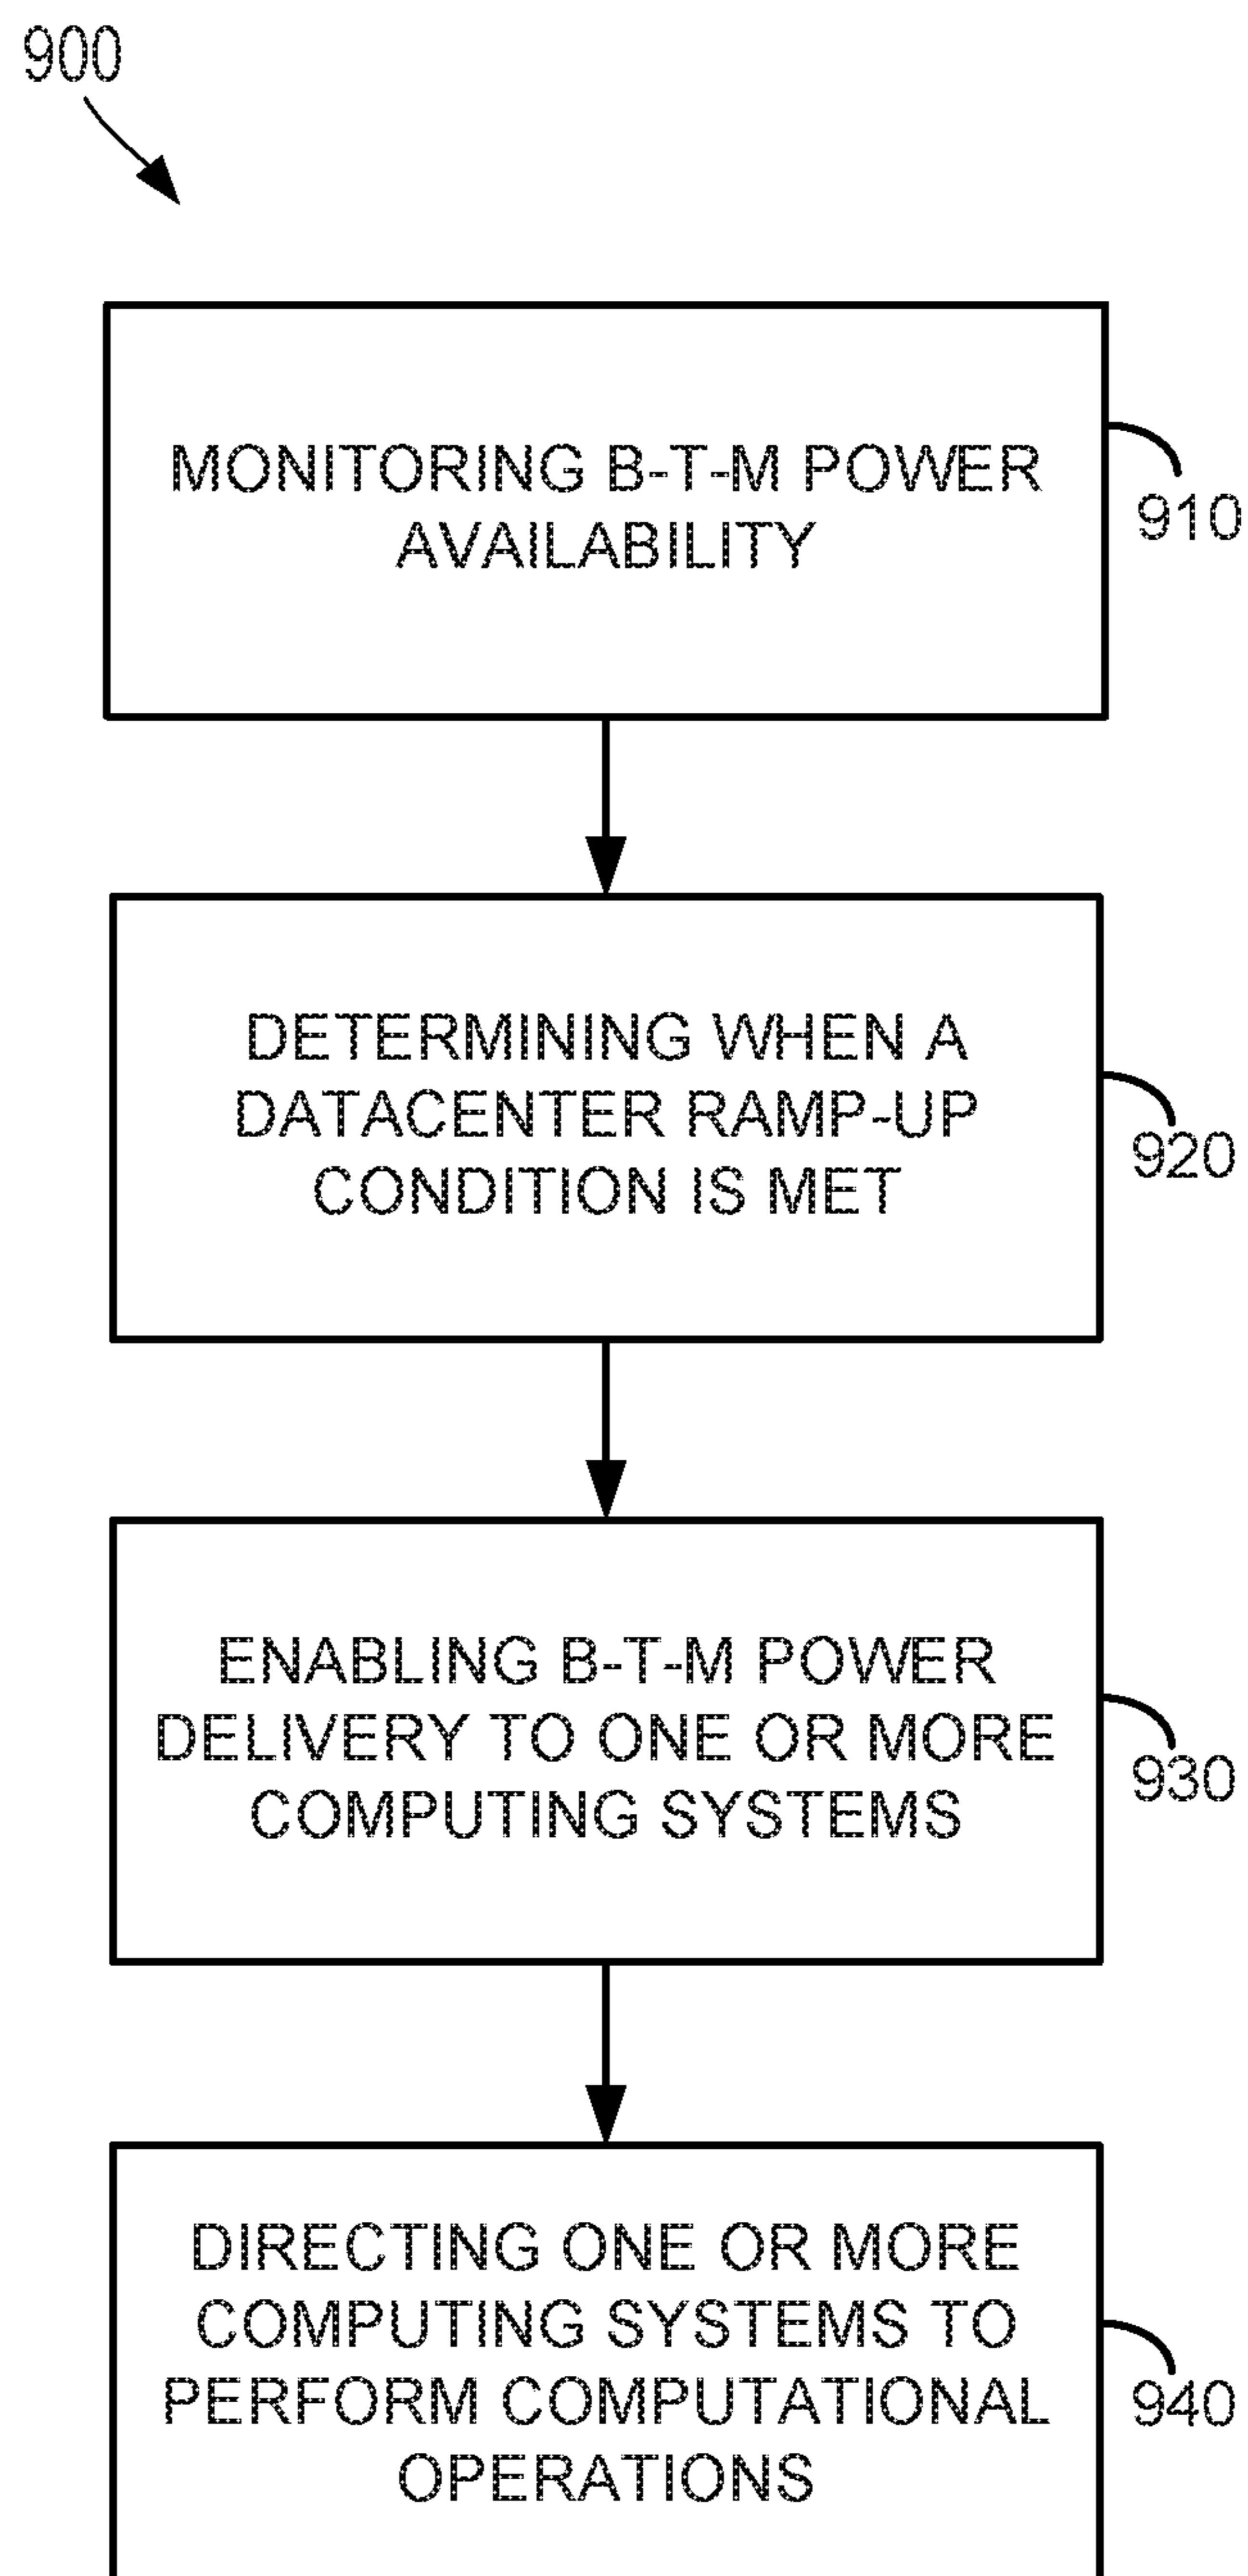 900
MONITORING B-T-M POWER
AVAILABILITY
910
DETERMINING WHEN A
DATACENTER RAMP-UP
CONDITION IS MET
920
ENABLING B-T-M POWER
DELIVERY TO ONE OR MORE
COMPUTING SYSTEMS
930
DIRECTING ONE OR MORE
COMPUTING SYSTEMS TO
PERFORM COMPUTATIONAL
OPERATIONS
940